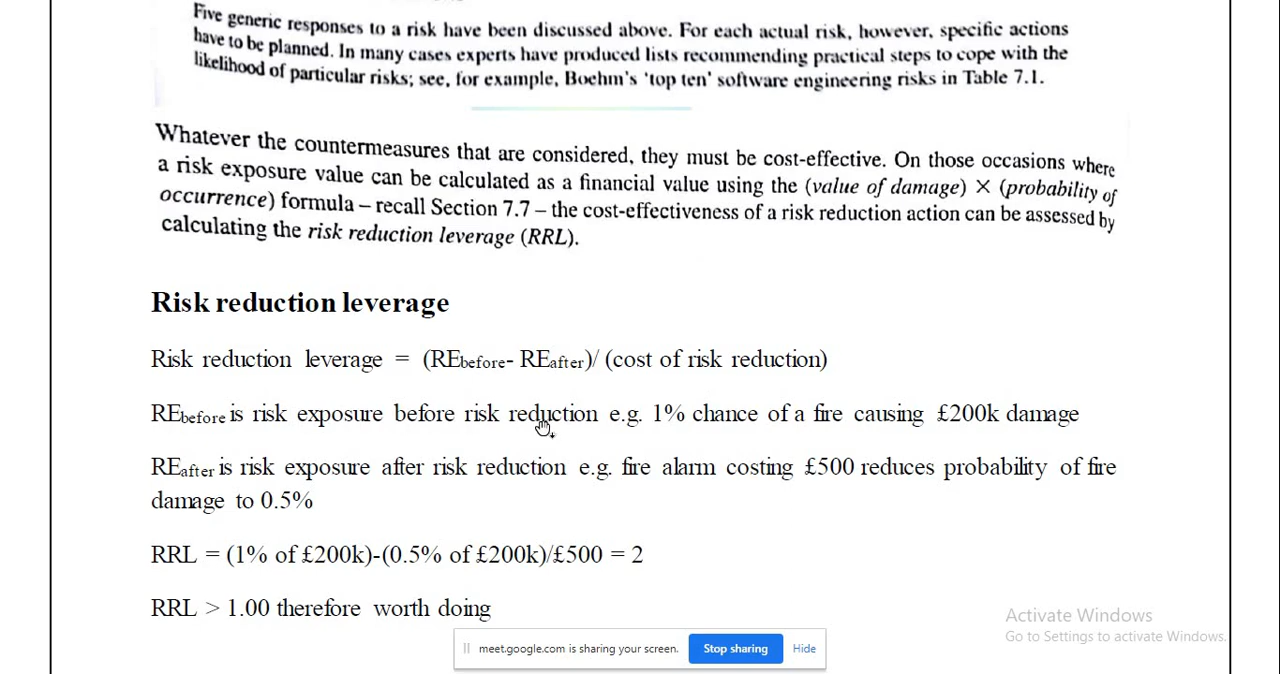 Five generic responses to a risk have been discussed above. For each actual risk, however, specific actions
have to be planned. In many cases experts have produced lists recommending practical steps to cope with the
likelihood of particular risks; see, for example, Boehm's 'top ten' software engineering risks in Table 7.1.
Whatever the countermeasures that are considered, they must be cost-effective. On those occasions where
a risk exposure value can be calculated as a financial value using the (value of damage) × (probability of
occurrence) formula – recall Section 7.7 – the cost-effectiveness of a risk reduction action can be assessed by
calculating the risk reduction leverage (RRL).
Risk reduction leverage
Risk reduction leverage = (REbefore- REafter)/ (cost of risk reduction)
REbefore is risk exposure before risk reduction e.g. 1% chance of a fire causing £200k damage
REafter is risk exposure after risk reduction e.g. fire alarm costing £500 reduces probability of fire
damage to 0.5%
RRL = (1% of £200k)-(0.5% of £200k)/£500 = 2
RRL > 1.00 therefore worth doing
Activate Windows
Go to Settings to activate Windows.
meet.google.com is sharing your screen. Stop sharing Hide